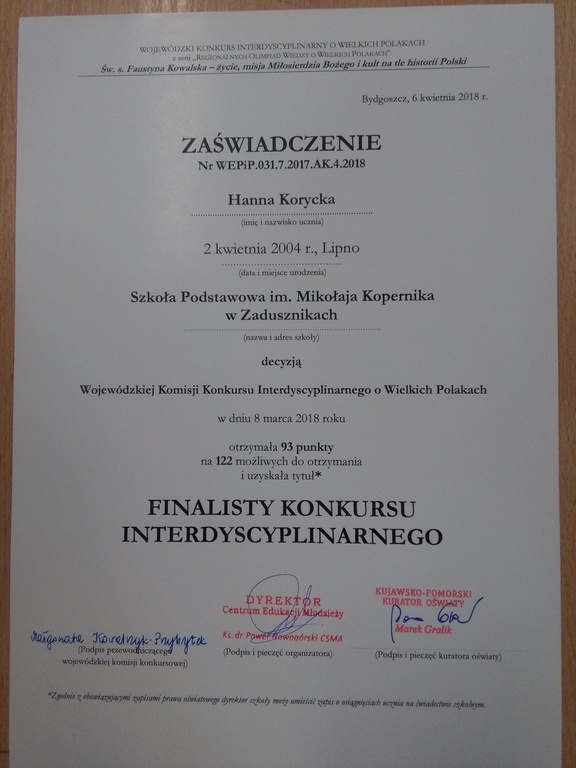 WOJEWÓDZKI KONKURS INTERDYSCYPLINARNY O WIELKICH POLAKACH
z serii „REGIONALNYCH OLIMPIAD WIEDZY O WIELKICH POLAKACH”
Św. s. Faustyna Kowalska – życie, misja Miłosierdzia Bożego i kult na tle historii Polski
Bydgoszcz, 6 kwietnia 2018 r.
ZAŚWIADCZENIE
Nr WEPiP.031.7.2017.AK.4.2018
Hanna Korycka
(imię i nazwisko ucznia)
2 kwietnia 2004 r., Lipno
(data i miejsce urodzenia)
Szkoła Podstawowa im. Mikołaja Kopernika
w Zadusznikach
(nazwa i adres szkoły)
decyzją
Wojewódzkiej Komisji Konkursu Interdyscyplinarnego o Wielkich Polakach
w dniu 8 marca 2018 roku
otrzymała 93 punkty
na 122 możliwych do otrzymania
i uzyskała tytuł*
FINALISTY KONKURSU
INTERDYSCYPLINARNEGO
Małgorzata Kowalczyk-Przybytek
(Podpis przewodniczącego
wojewódzkiej komisji konkursowej)
DYREKTOR
Centrum Edukacji Młodzieży
Ks. dr Paweł Nowogórski CSMA
(Podpis i pieczęć organizatora)
KUJAWSKO-POMORSKI
KURATOR OŚWIATY
Marek Gralik
(Podpis i pieczęć kuratora oświaty)
*Zgodnie z obowiązującymi zapisami prawa oświatowego dyrektor szkoły może umieścić zapis o osiągnięciach ucznia na świadectwie szkolnym.